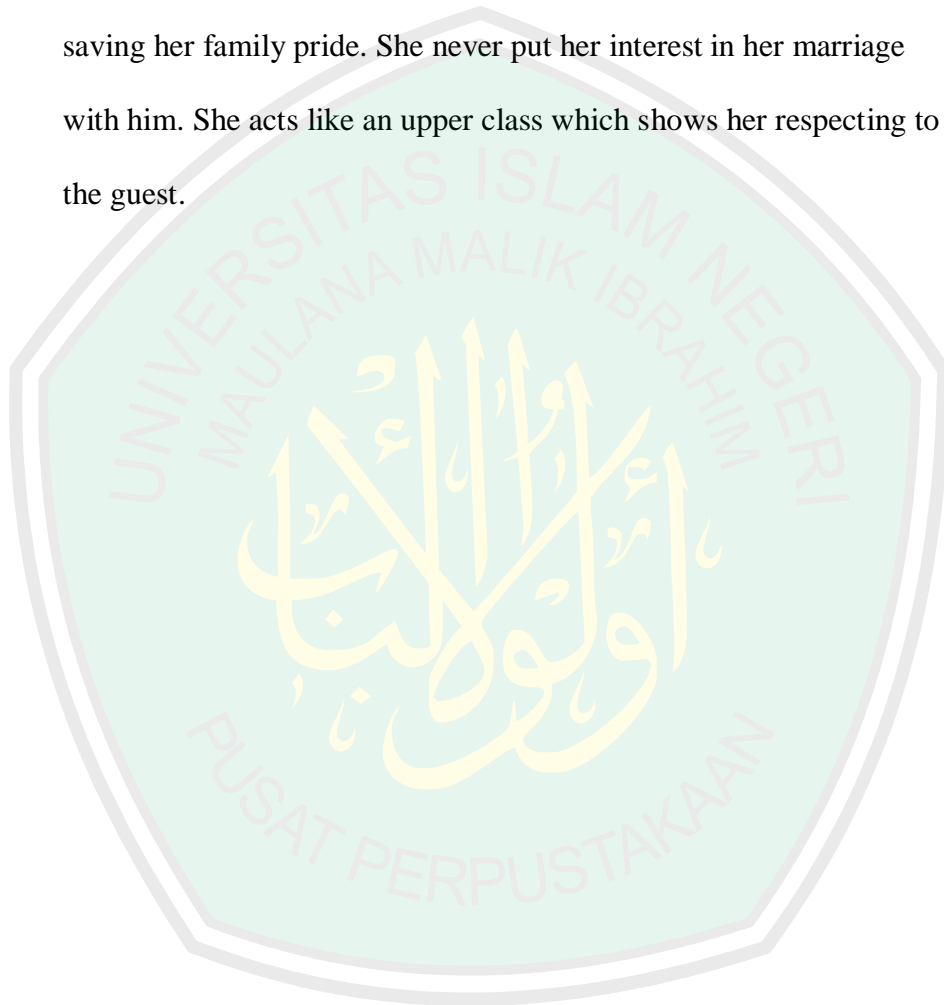 saving her family pride. She never put her interest in her marriage
with him. She acts like an upper class which shows her respecting to
the guest.
UNIVERSITAS ISLAM NEGERI
MAULANA MALIK IBRAHIM
أولوا الألباب
PUSAT PERPUSTAKAAN